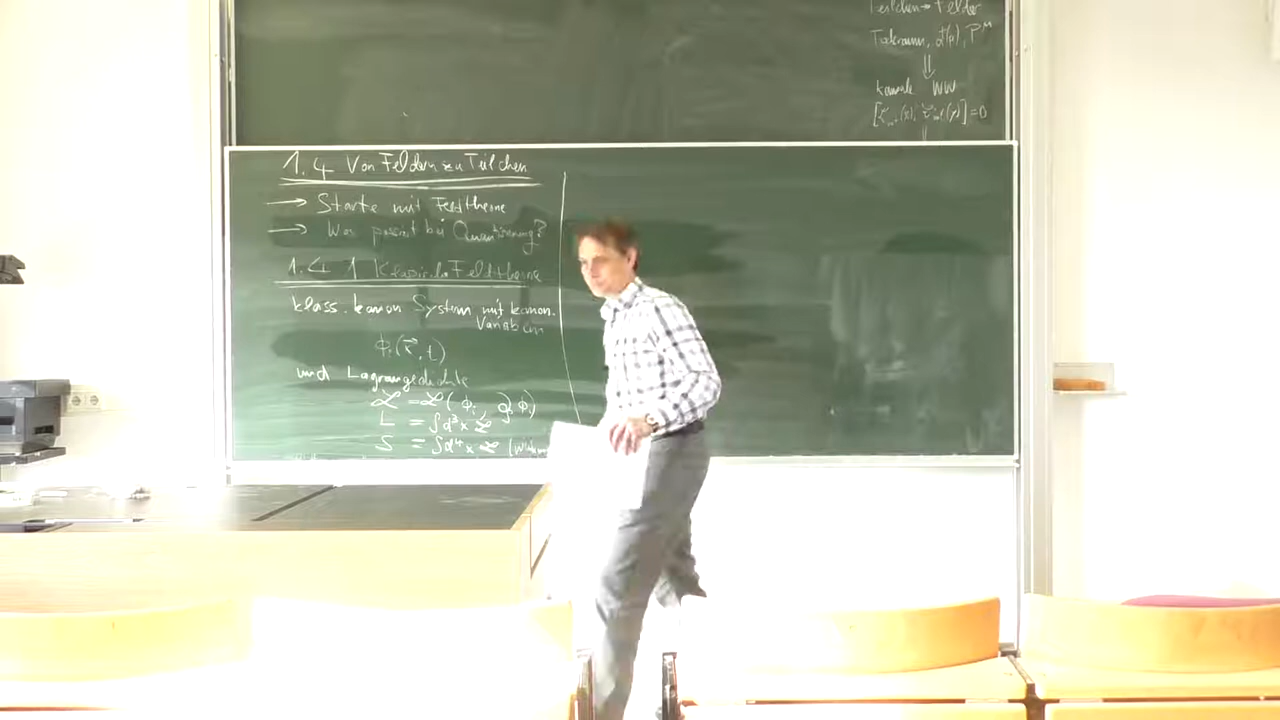 Teilchen → Felder
Fockraum, α(p), P^μ
⇓
kausale WW
1.4 Von Feldern zu Teilchen
→ Starte mit Feldtheorie
→ Was passiert bei Quantisierung?
1.4.1 Klassische Feldtheorie
klass. kanon System mit kanon.
Variablen
ϕᵢ(x⃗, t)
und Lagrangedichte
ℒ = ℒ(ϕᵢ, ∂ ϕᵢ)
L = ∫d³x ℒ
S = ∫d⁴x ℒ